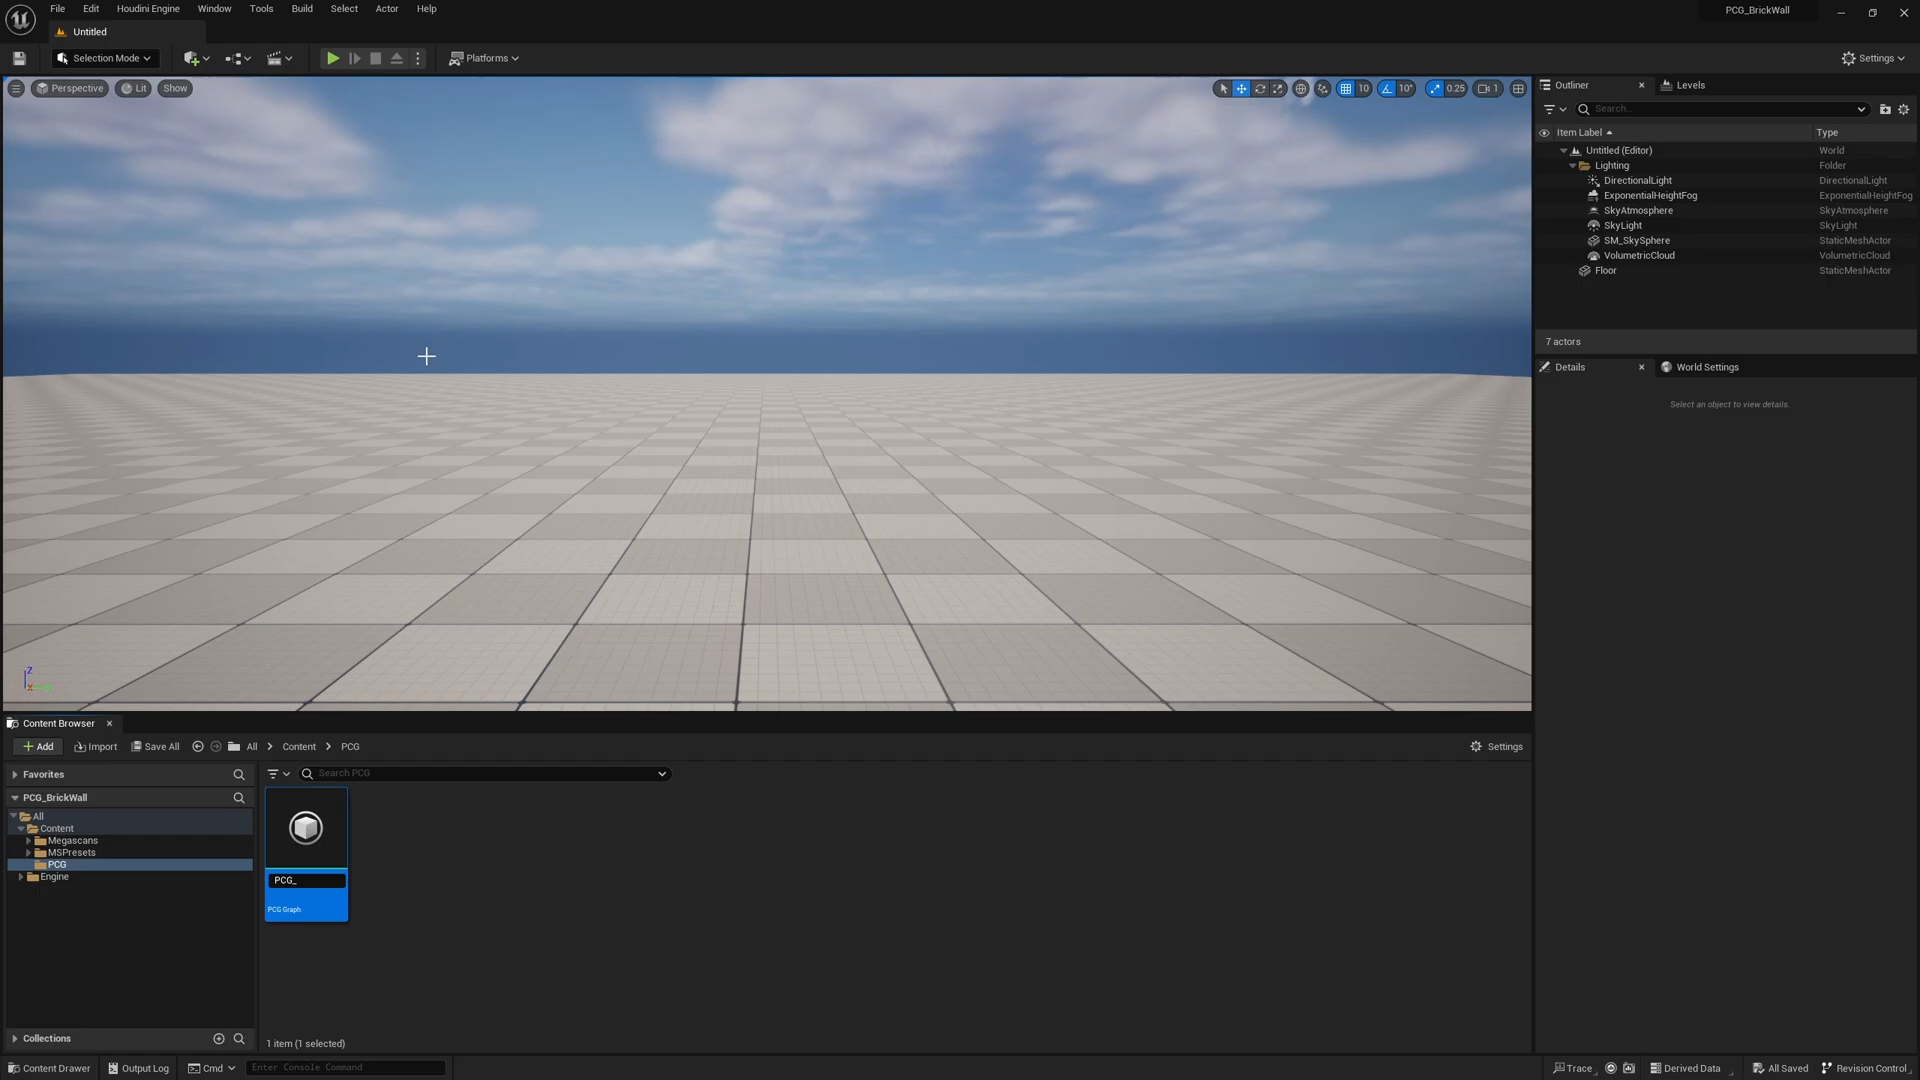 File Edit Houdini Engine Window Tools Build Select Actor Help
PCG_BrickWall
Untitled
Selection Mode
Platforms
Settings
Perspective Lit Show
10 10° 0.25 1
Outliner Levels
Search...
Item Label Type
Untitled (Editor) World
Lighting Folder
DirectionalLight DirectionalLight
ExponentialHeightFog ExponentialHeightFog
SkyAtmosphere SkyAtmosphere
SkyLight SkyLight
SM_SkySphere StaticMeshActor
VolumetricCloud VolumetricCloud
Floor StaticMeshActor
7 actors
Details World Settings
Select an object to view details.
Z
X Y
Content Browser
Add Import Save All All Content PCG Settings
Favorites
Search PCG
PCG_BrickWall
All
Content
Megascans
MSPresets
PCG
Engine
PCG_
PCG Graph
Collections
1 item (1 selected)
Content Drawer Output Log Cmd Enter Console Command Trace Derived Data All Saved Revision Control